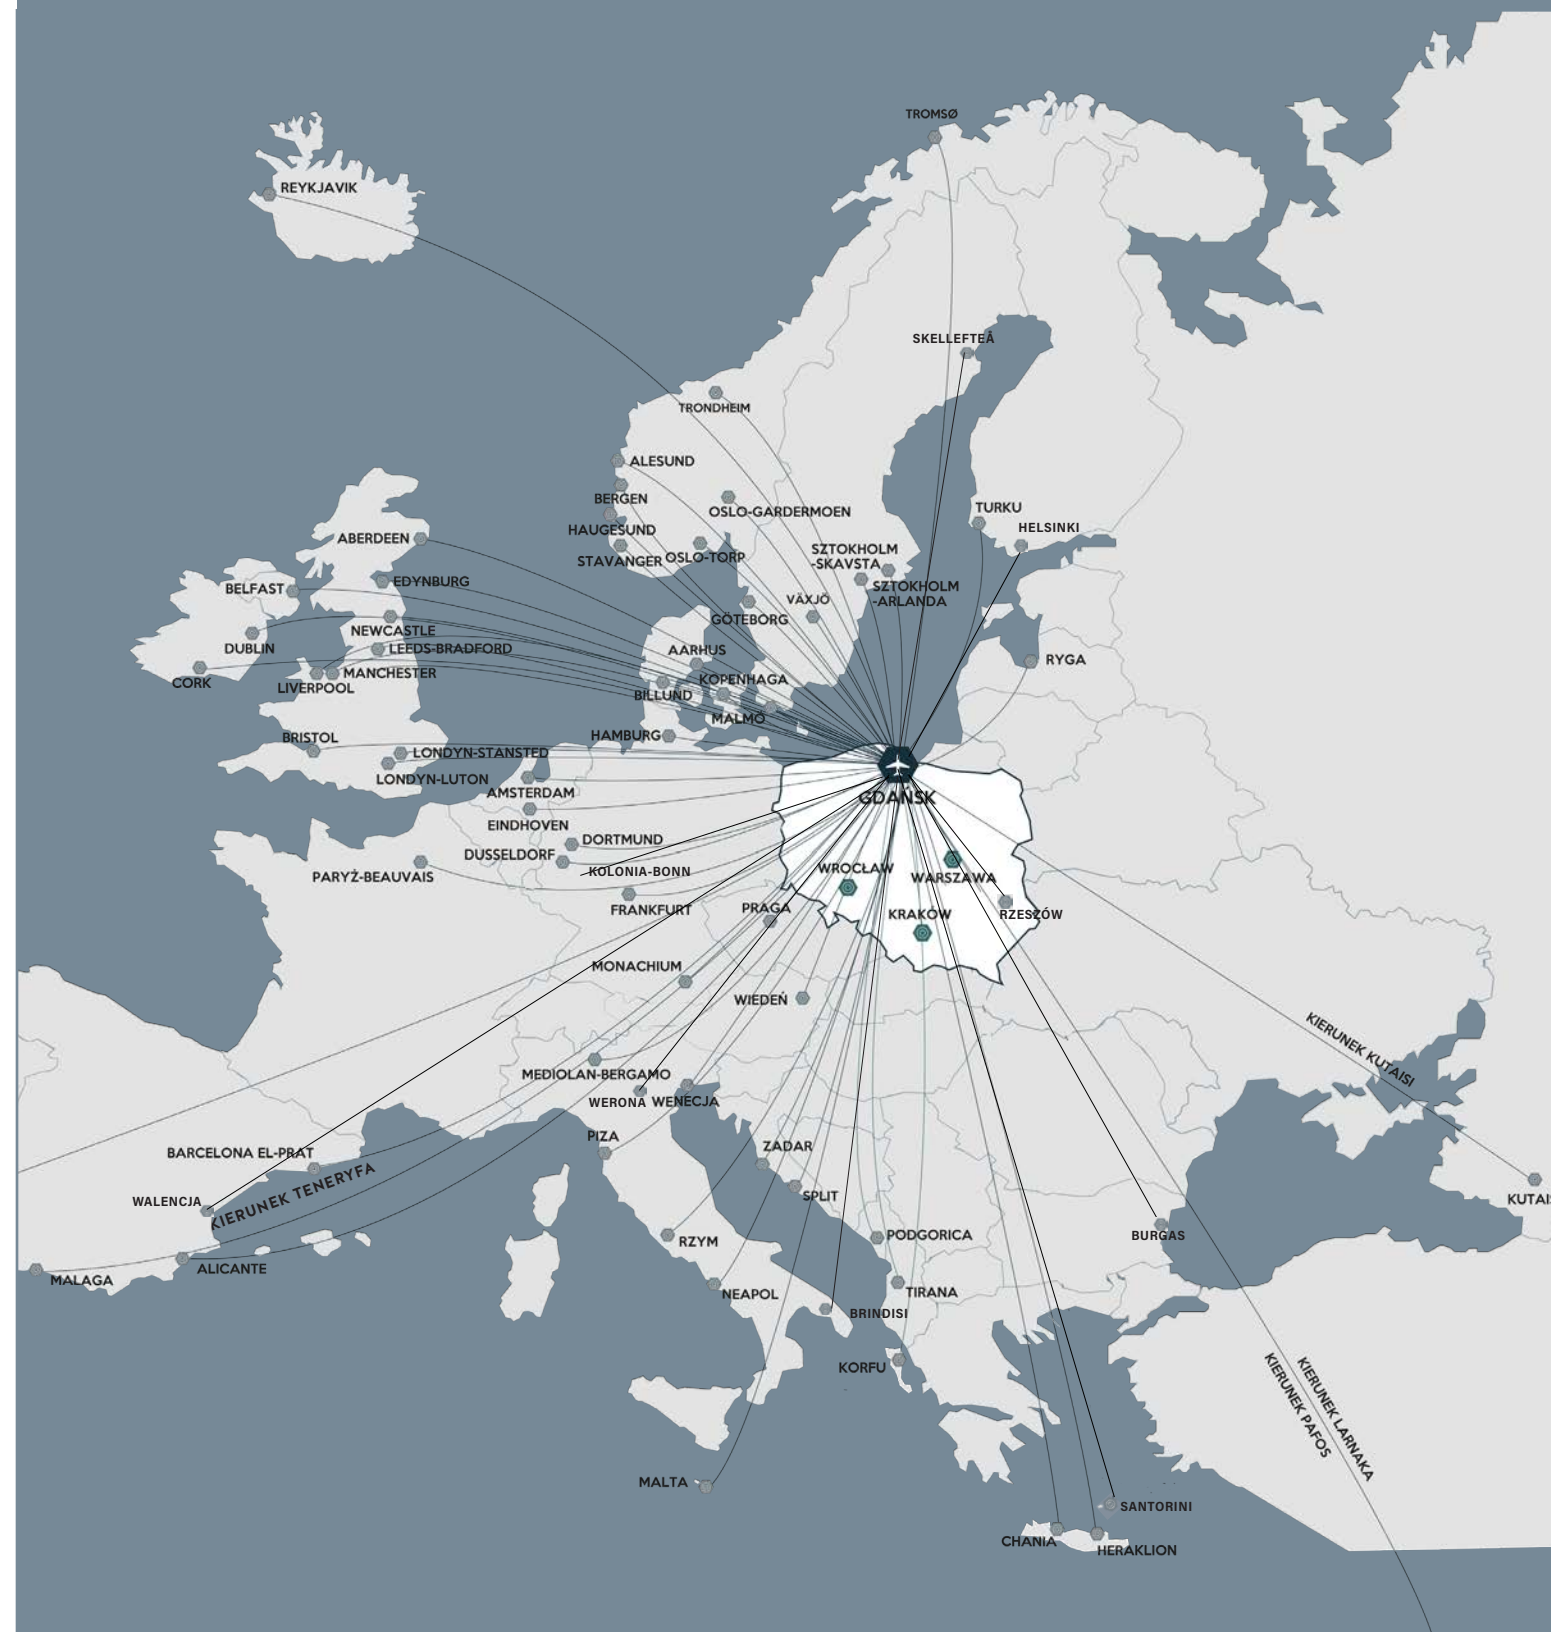 TROMSØ
REYKJAVIK
SKELLEFTEÅ
TRONDHEIM
ALESUND
BERGEN
OSLO-GARDERMOEN
TURKU
HAUGESUND
HELSINKI
ABERDEEN
STAVANGER
OSLO-TORP
SZTOKHOLM
-SKAVSTA
EDYNBURG
BELFAST
SZTOKHOLM
-ARLANDA
VÄXJÖ
GÖTEBORG
NEWCASTLE
DUBLIN
LEEDS-BRADFORD
AARHUS
RYGA
CORK
MANCHESTER
LIVERPOOL
KOPENHAGA
BILLUND
MALMO
HAMBURG
BRISTOL
LONDYN-STANSTED
LONDYN-LUTON
AMSTERDAM
GDAŃSK
EINDHOVEN
DORTMUND
DUSSELDORF
KOLONIA-BONN
PARYŻ-BEAUVAIS
WROCŁAW
WARSZAWA
FRANKFURT
PRAGA
KRAKÓW
RZESZÓW
MONACHIUM
WIEDEŃ
KIERUNEK KUTAISI
MEDIOLAN-BERGAMO
WERONA
WENECJA
PIZA
ZADAR
BARCELONA EL-PRAT
KIERUNEK TENERYFA
WALENCJA
SPLIT
KUTAIS
RZYM
PODGORICA
BURGAS
ALICANTE
MALAGA
NEAPOL
TIRANA
BRINDISI
KORFU
KIERUNEK LARNAKA
KIERUNEK PAFOS
MALTA
SANTORINI
CHANIA
HERAKLION